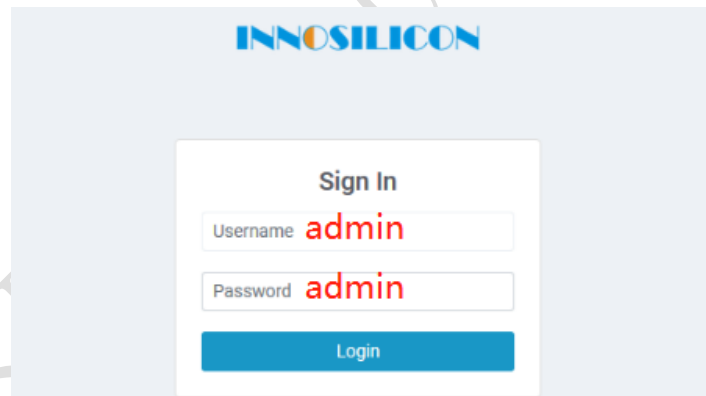 INNOSILICON
Sign In
Username admin
Password admin
Login